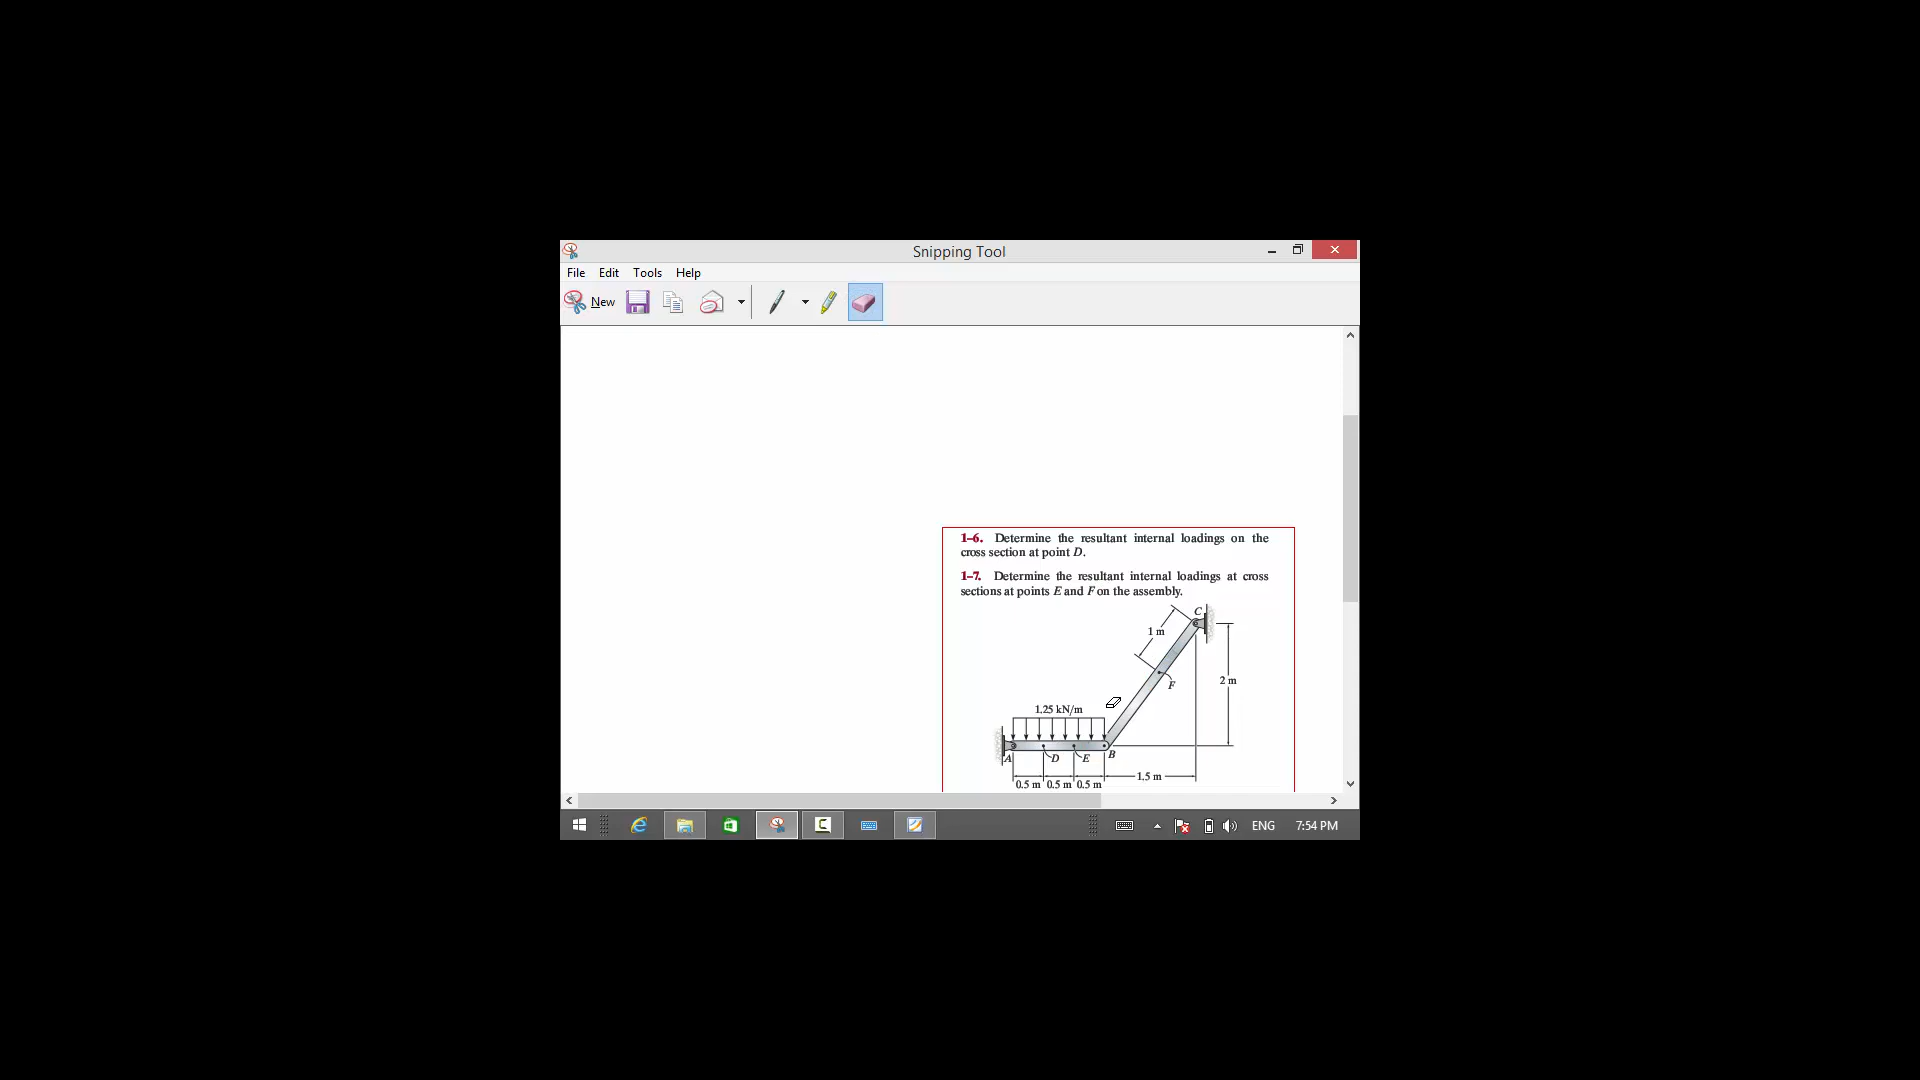 Snipping Tool
File Edit Tools Help
New
1–6. Determine the resultant internal loadings on the
cross section at point D.
1–7. Determine the resultant internal loadings at cross
sections at points E and F on the assembly.
C
1 m
F
2 m
1.25 kN/m
A
D
E
B
1.5 m
0.5 m 0.5 m 0.5 m
ENG 7:54 PM